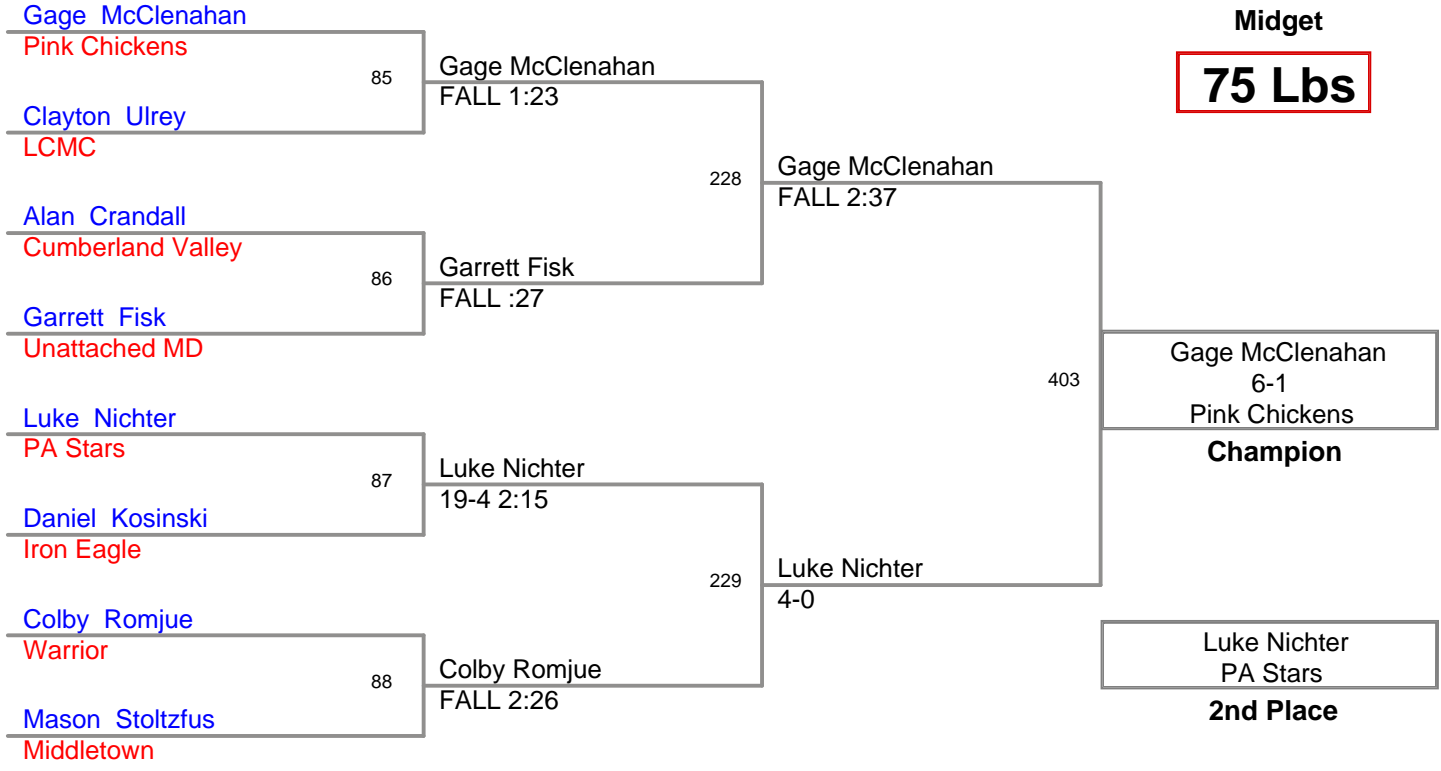 Gage McClenahan
Pink Chickens
85
Clayton Ulrey
LCMC
Alan Crandall
Cumberland Valley
86
Garrett Fisk
Unattached MD
Luke Nichter
PA Stars
87
Daniel Kosinski
Iron Eagle
Colby Romjue
Warrior
88
Mason Stoltzfus
Middletown
Gage McClenahan
FALL 1:23
228
Garrett Fisk
FALL :27
Luke Nichter
19-4 2:15
229
Colby Romjue
FALL 2:26
Gage McClenahan
FALL 2:37
403
Luke Nichter
4-0
Midget
75 Lbs
Gage McClenahan
6-1
Pink Chickens
Champion
Luke Nichter
PA Stars
2nd Place